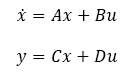 ẋ = Ax + Bu
y = Cx + Du